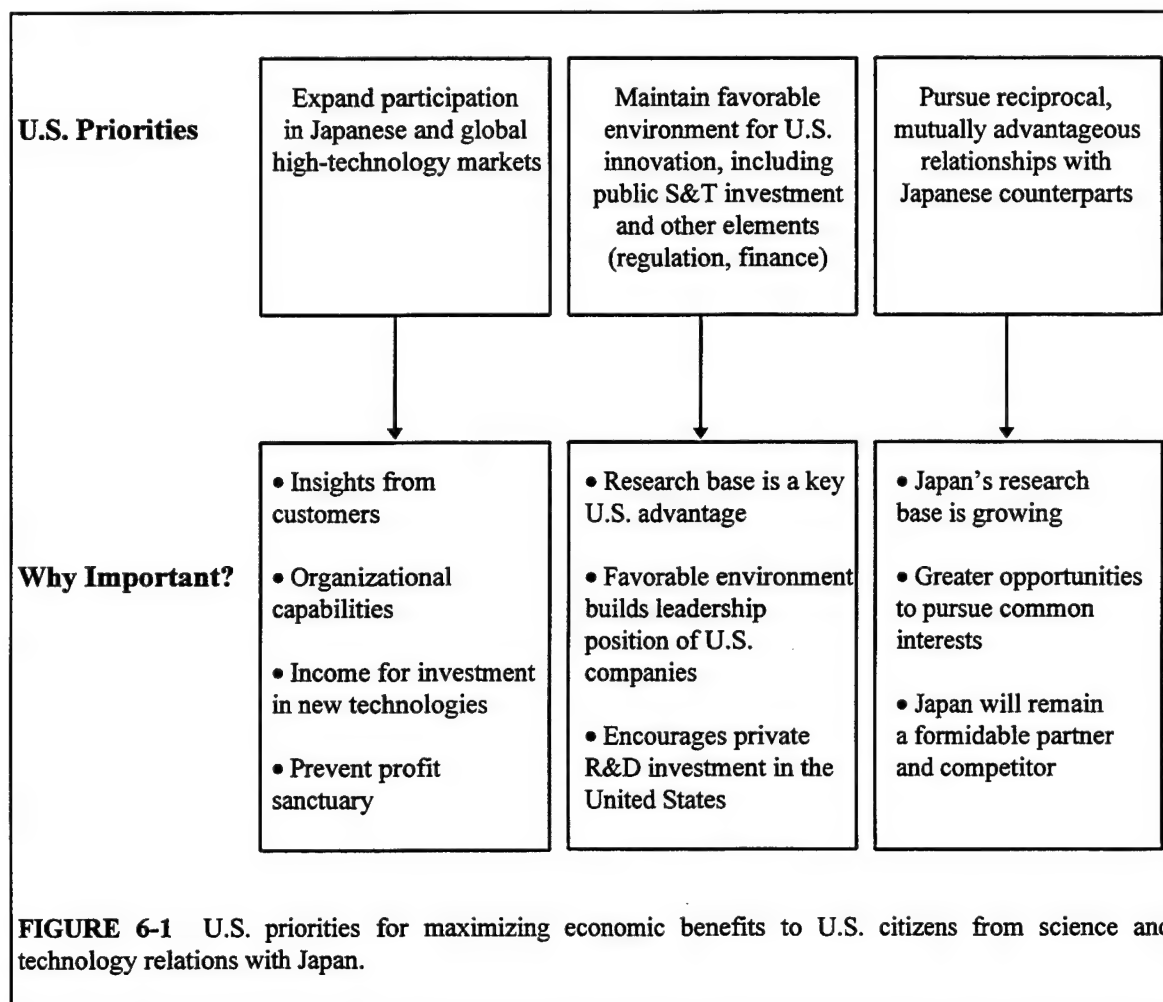 U.S. Priorities
Expand participation
in Japanese and global
high-technology markets
Maintain favorable
environment for U.S.
innovation, including
public S&T investment
and other elements
(regulation, finance)
Pursue reciprocal,
mutually advantageous
relationships with
Japanese counterparts
Why Important?
• Insights from
customers
• Organizational
capabilities
• Income for investment
in new technologies
• Prevent profit
sanctuary
• Research base is a key
U.S. advantage
• Favorable environment
builds leadership
position of U.S.
companies
• Encourages private
R&D investment in the
United States
• Japan's research
base is growing
• Greater opportunities
to pursue common
interests
• Japan will remain
a formidable partner
and competitor
FIGURE 6-1 U.S. priorities for maximizing economic benefits to U.S. citizens from science and
technology relations with Japan.